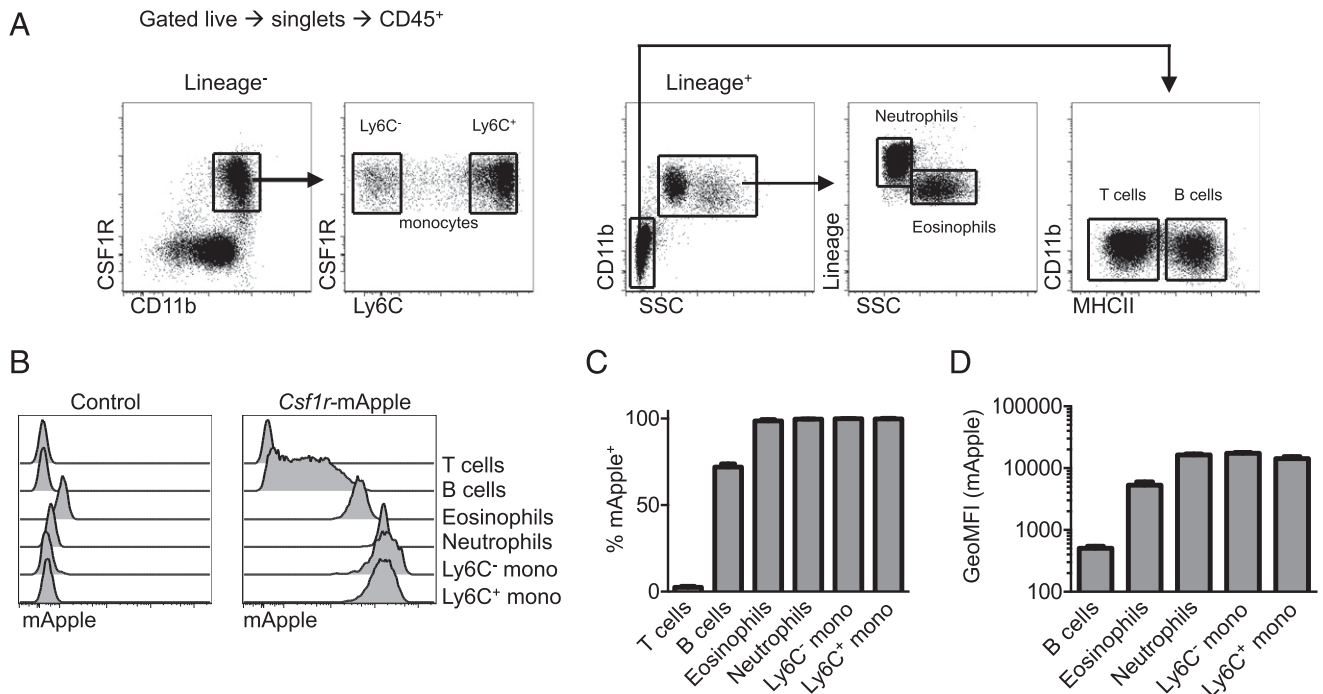 A
Gated live → singlets → CD45⁺
Lineage⁻
CSF1R
CD11b
Ly6C⁻
Ly6C⁺
monocytes
CSF1R
Ly6C
Lineage⁺
CD11b
SSC
Neutrophils
Eosinophils
Lineage
SSC
T cells
B cells
CD11b
MHCII
B
Control
mApple
Csf1r-mApple
T cells
B cells
Eosinophils
Neutrophils
Ly6C⁻ mono
Ly6C⁺ mono
mApple
C
% mApple⁺
100
50
0
T cells
B cells
Eosinophils
Neutrophils
Ly6C⁻ mono
Ly6C⁺ mono
D
GeoMFI (mApple)
100000
10000
1000
100
B cells
Eosinophils
Neutrophils
Ly6C⁻ mono
Ly6C⁺ mono